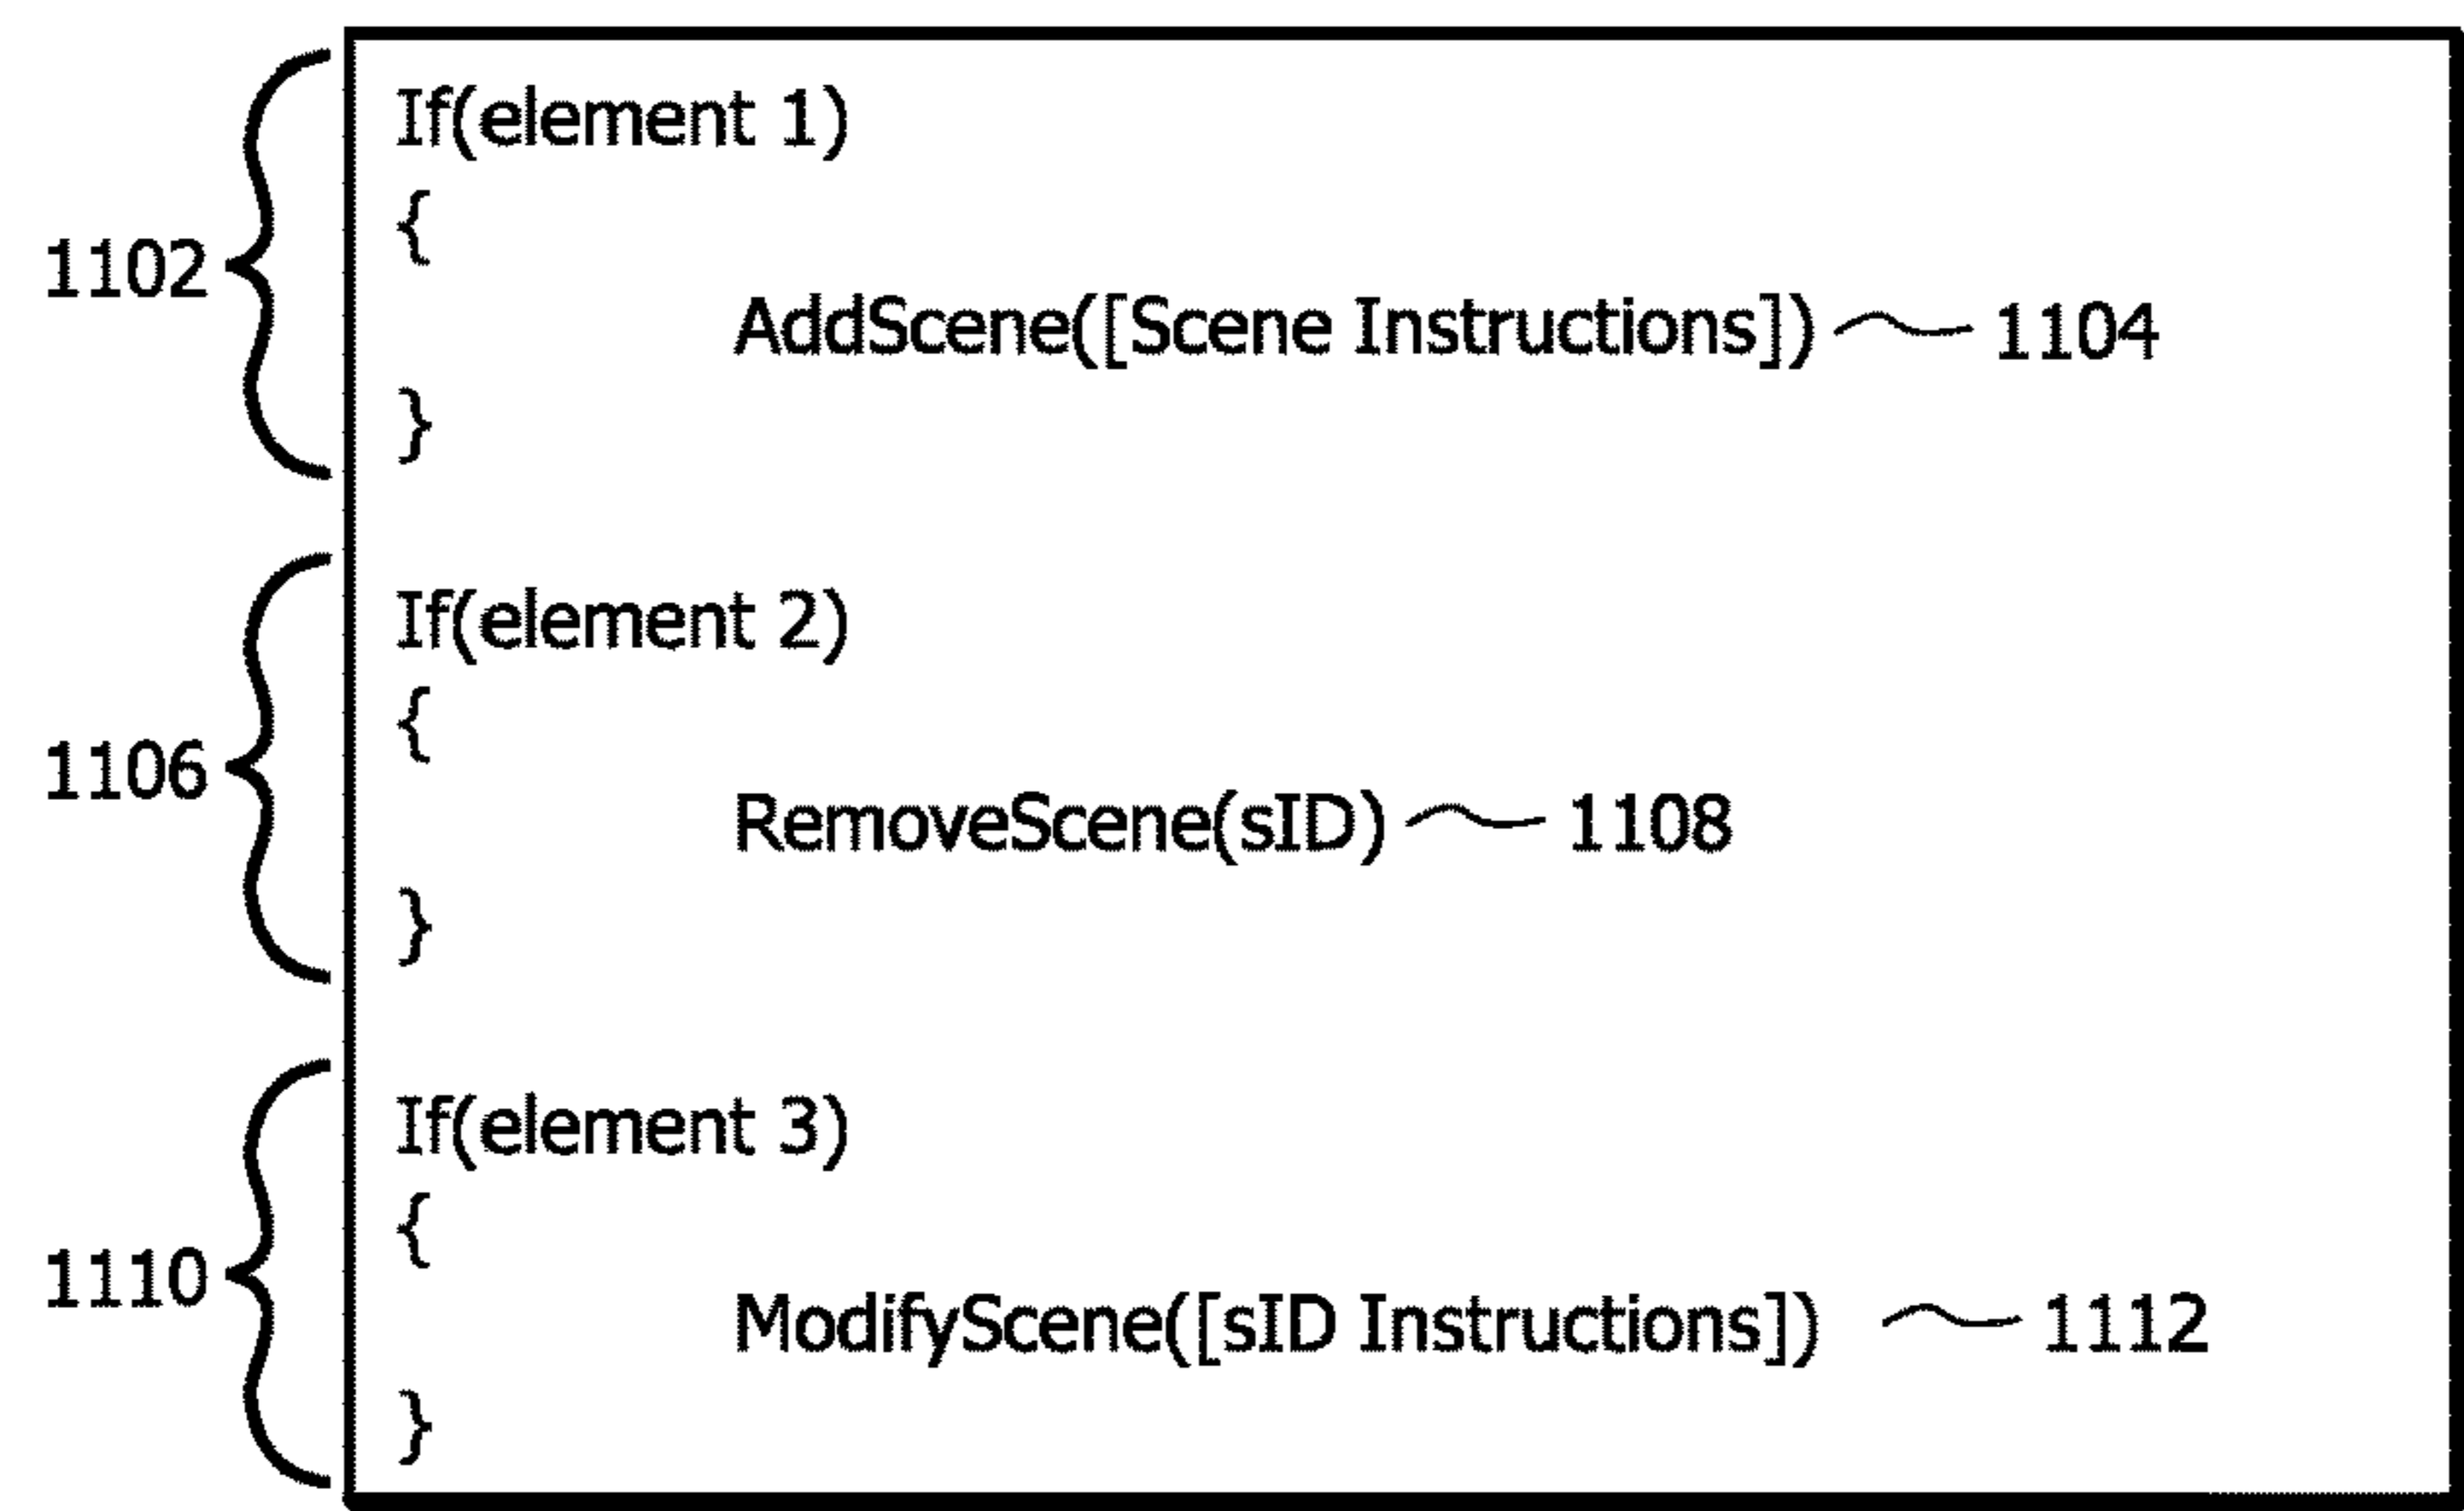 If(element 1)
{
1102
AddScene([Scene Instructions]) 1104
}
If(element 2)
{
1106
RemoveScene(sID) 1108
}
If(element 3)
{
1110
ModifyScene([sID Instructions]) 1112
}